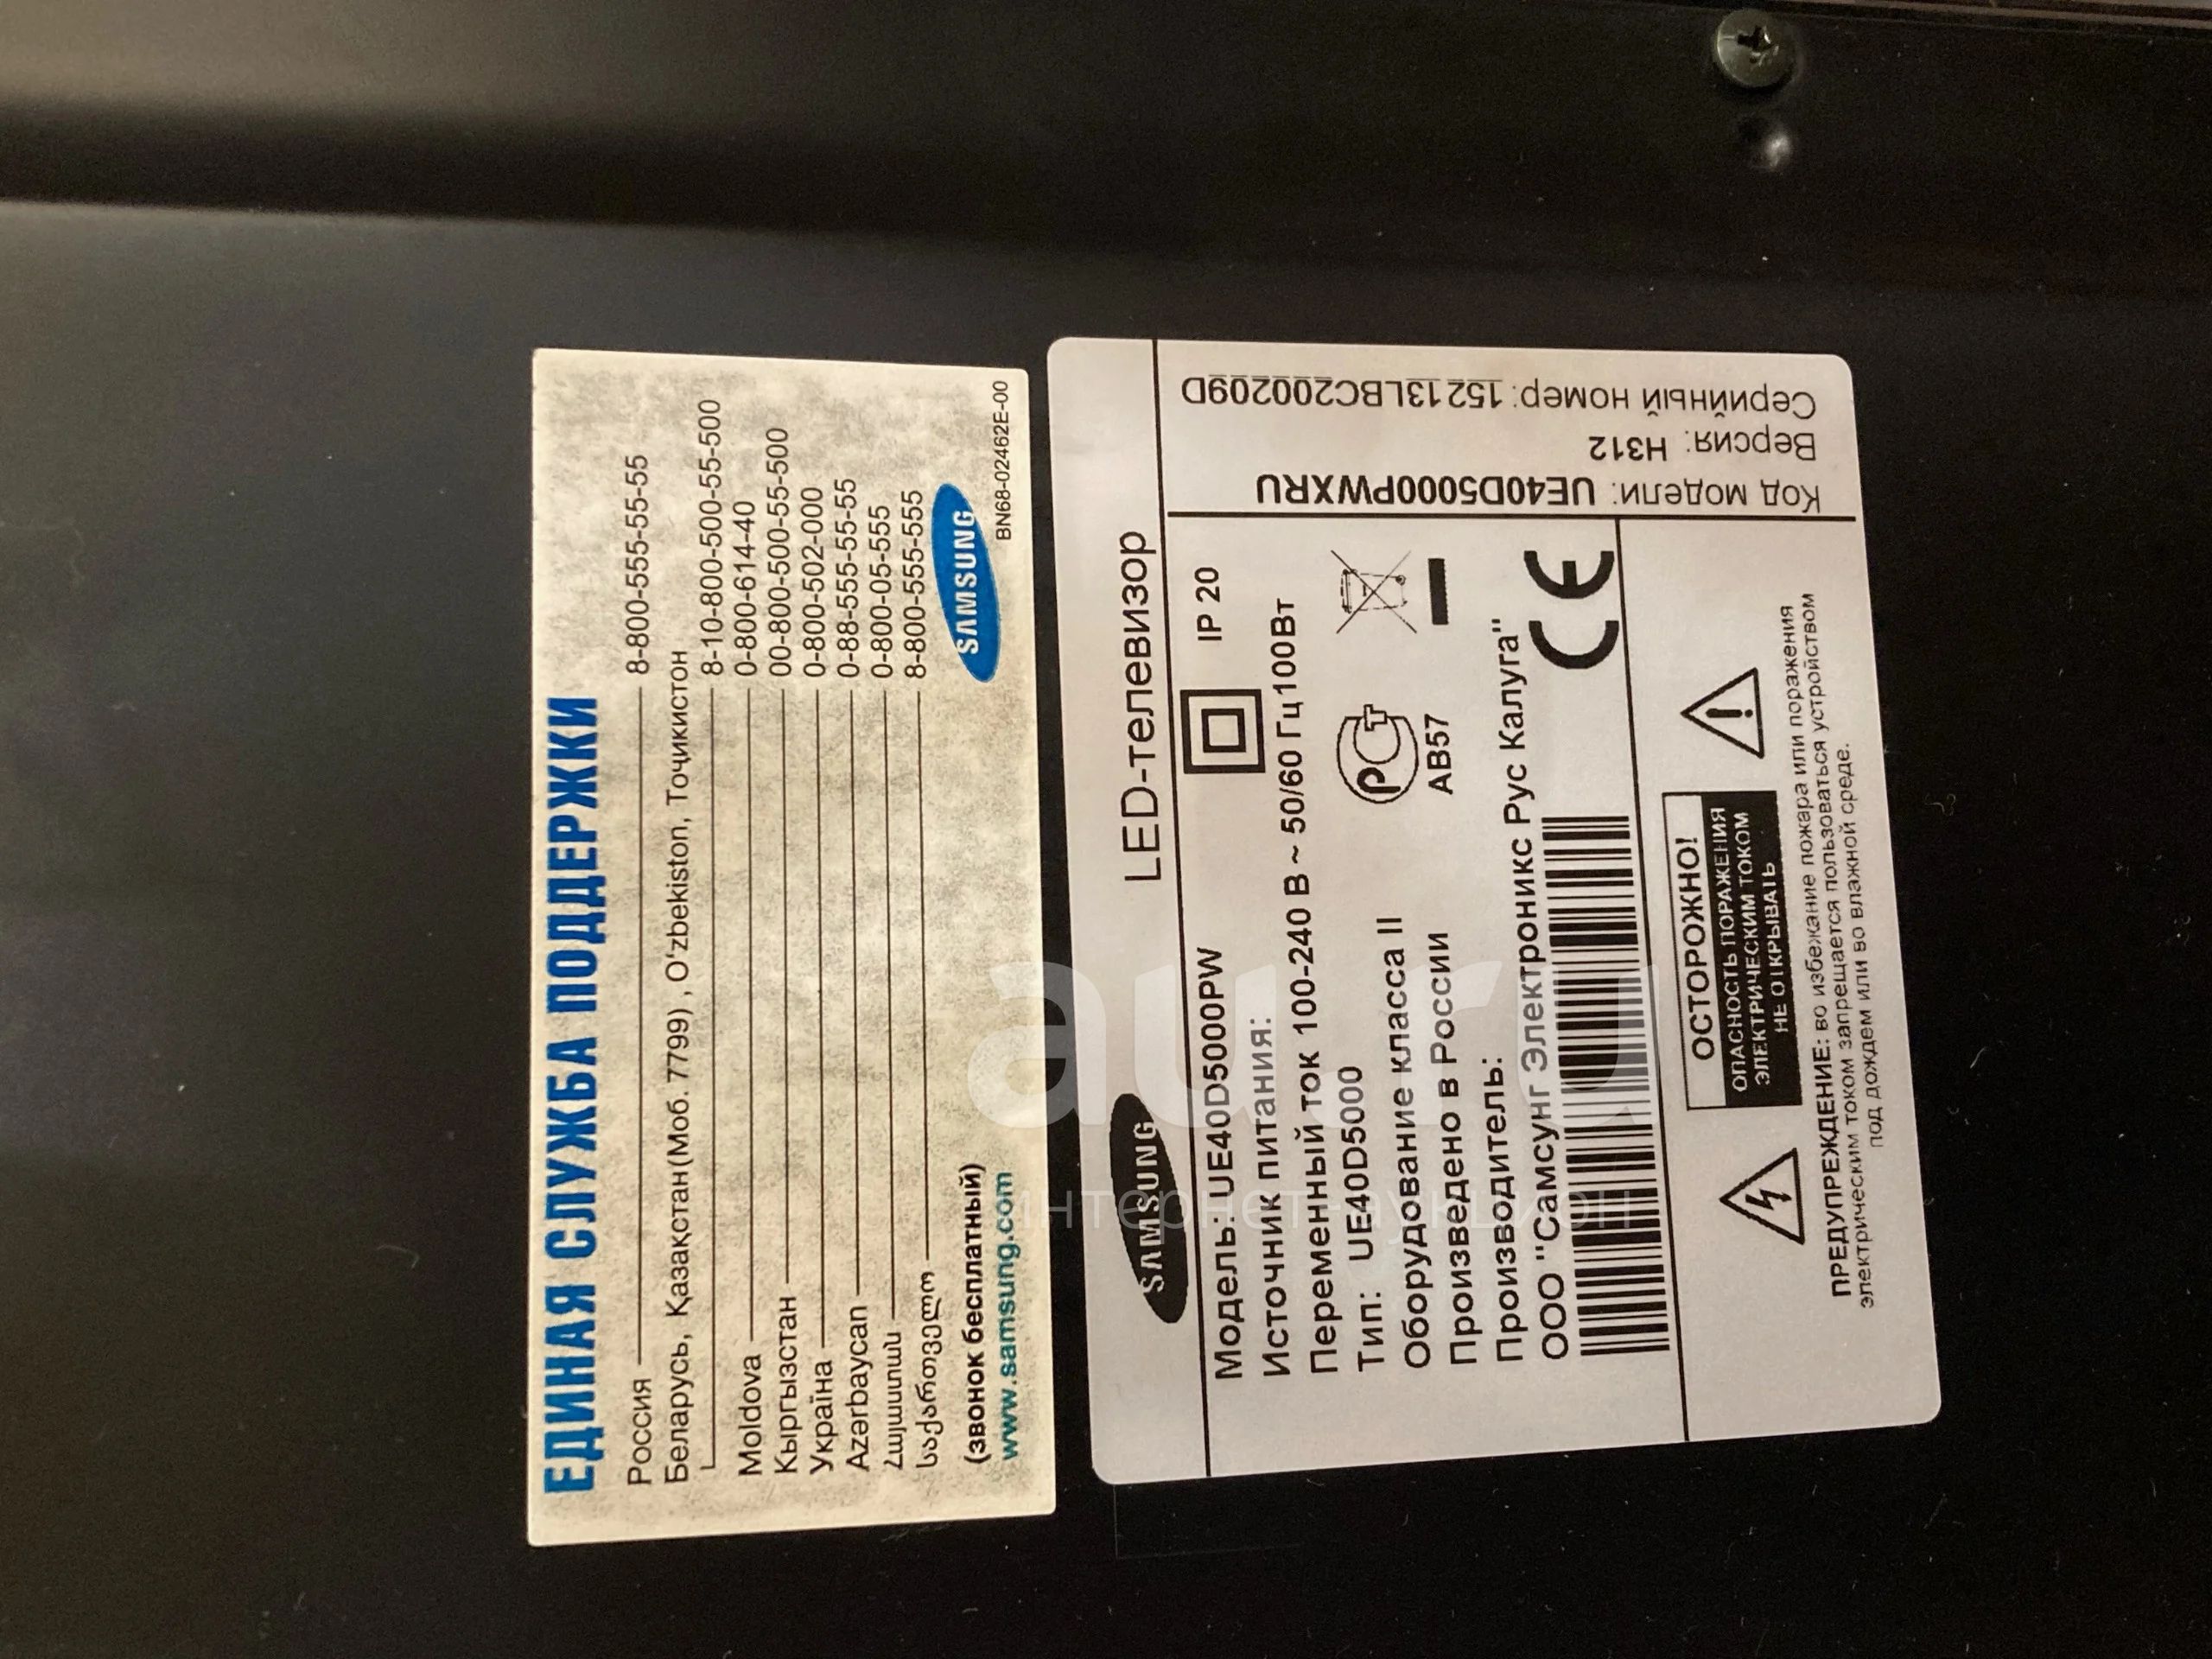 ЕДИНАЯ СЛУЖБА ПОДДЕРЖКИ
Россия 8-800-555-55-55
Беларусь, Қазақстан(Моб. 7799) , O'zbekiston, Тоҷикистон
8-10-800-500-55-500
Moldova 0-800-614-40
Кыргызстан 00-800-500-55-500
Україна 0-800-502-000
Azərbaycan 0-88-555-55-55
Հայաստան 0-800-05-555
საქართველო 8-800-555-555
(звонок бесплатный)
www.samsung.com
SAMSUNG
BN68-02462E-00
SAMSUNG LED-телевизор
Модель: UE40D5000PW IP 20
Источник питания:
Переменный ток 100-240 В ~ 50/60 Гц 100Вт
Тип: UE40D5000
Оборудование класса II
Произведено в России
АВ57
Производитель:
ООО "Самсунг Электроникс Рус Калуга"
CE
Код модели: UE40D5000PWXRU
Версия: H312
Серийный номер: 15213LBC200209D
ОСТОРОЖНО!
ОПАСНОСТЬ ПОРАЖЕНИЯ
ЭЛЕКТРИЧЕСКИМ ТОКОМ
НЕ ОТКРЫВАТЬ
ПРЕДУПРЕЖДЕНИЕ: во избежание пожара или поражения
электрическим током запрещается пользоваться устройством
под дождем или во влажной среде.
au.ru
интернет-аукцион